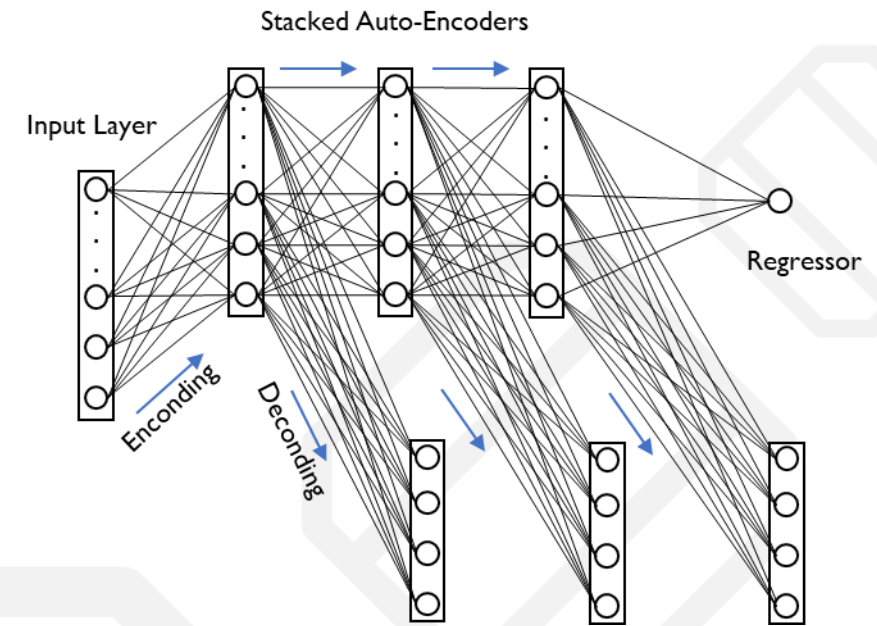 Stacked Auto-Encoders
Input Layer
Regressor
Enconding
Deconding